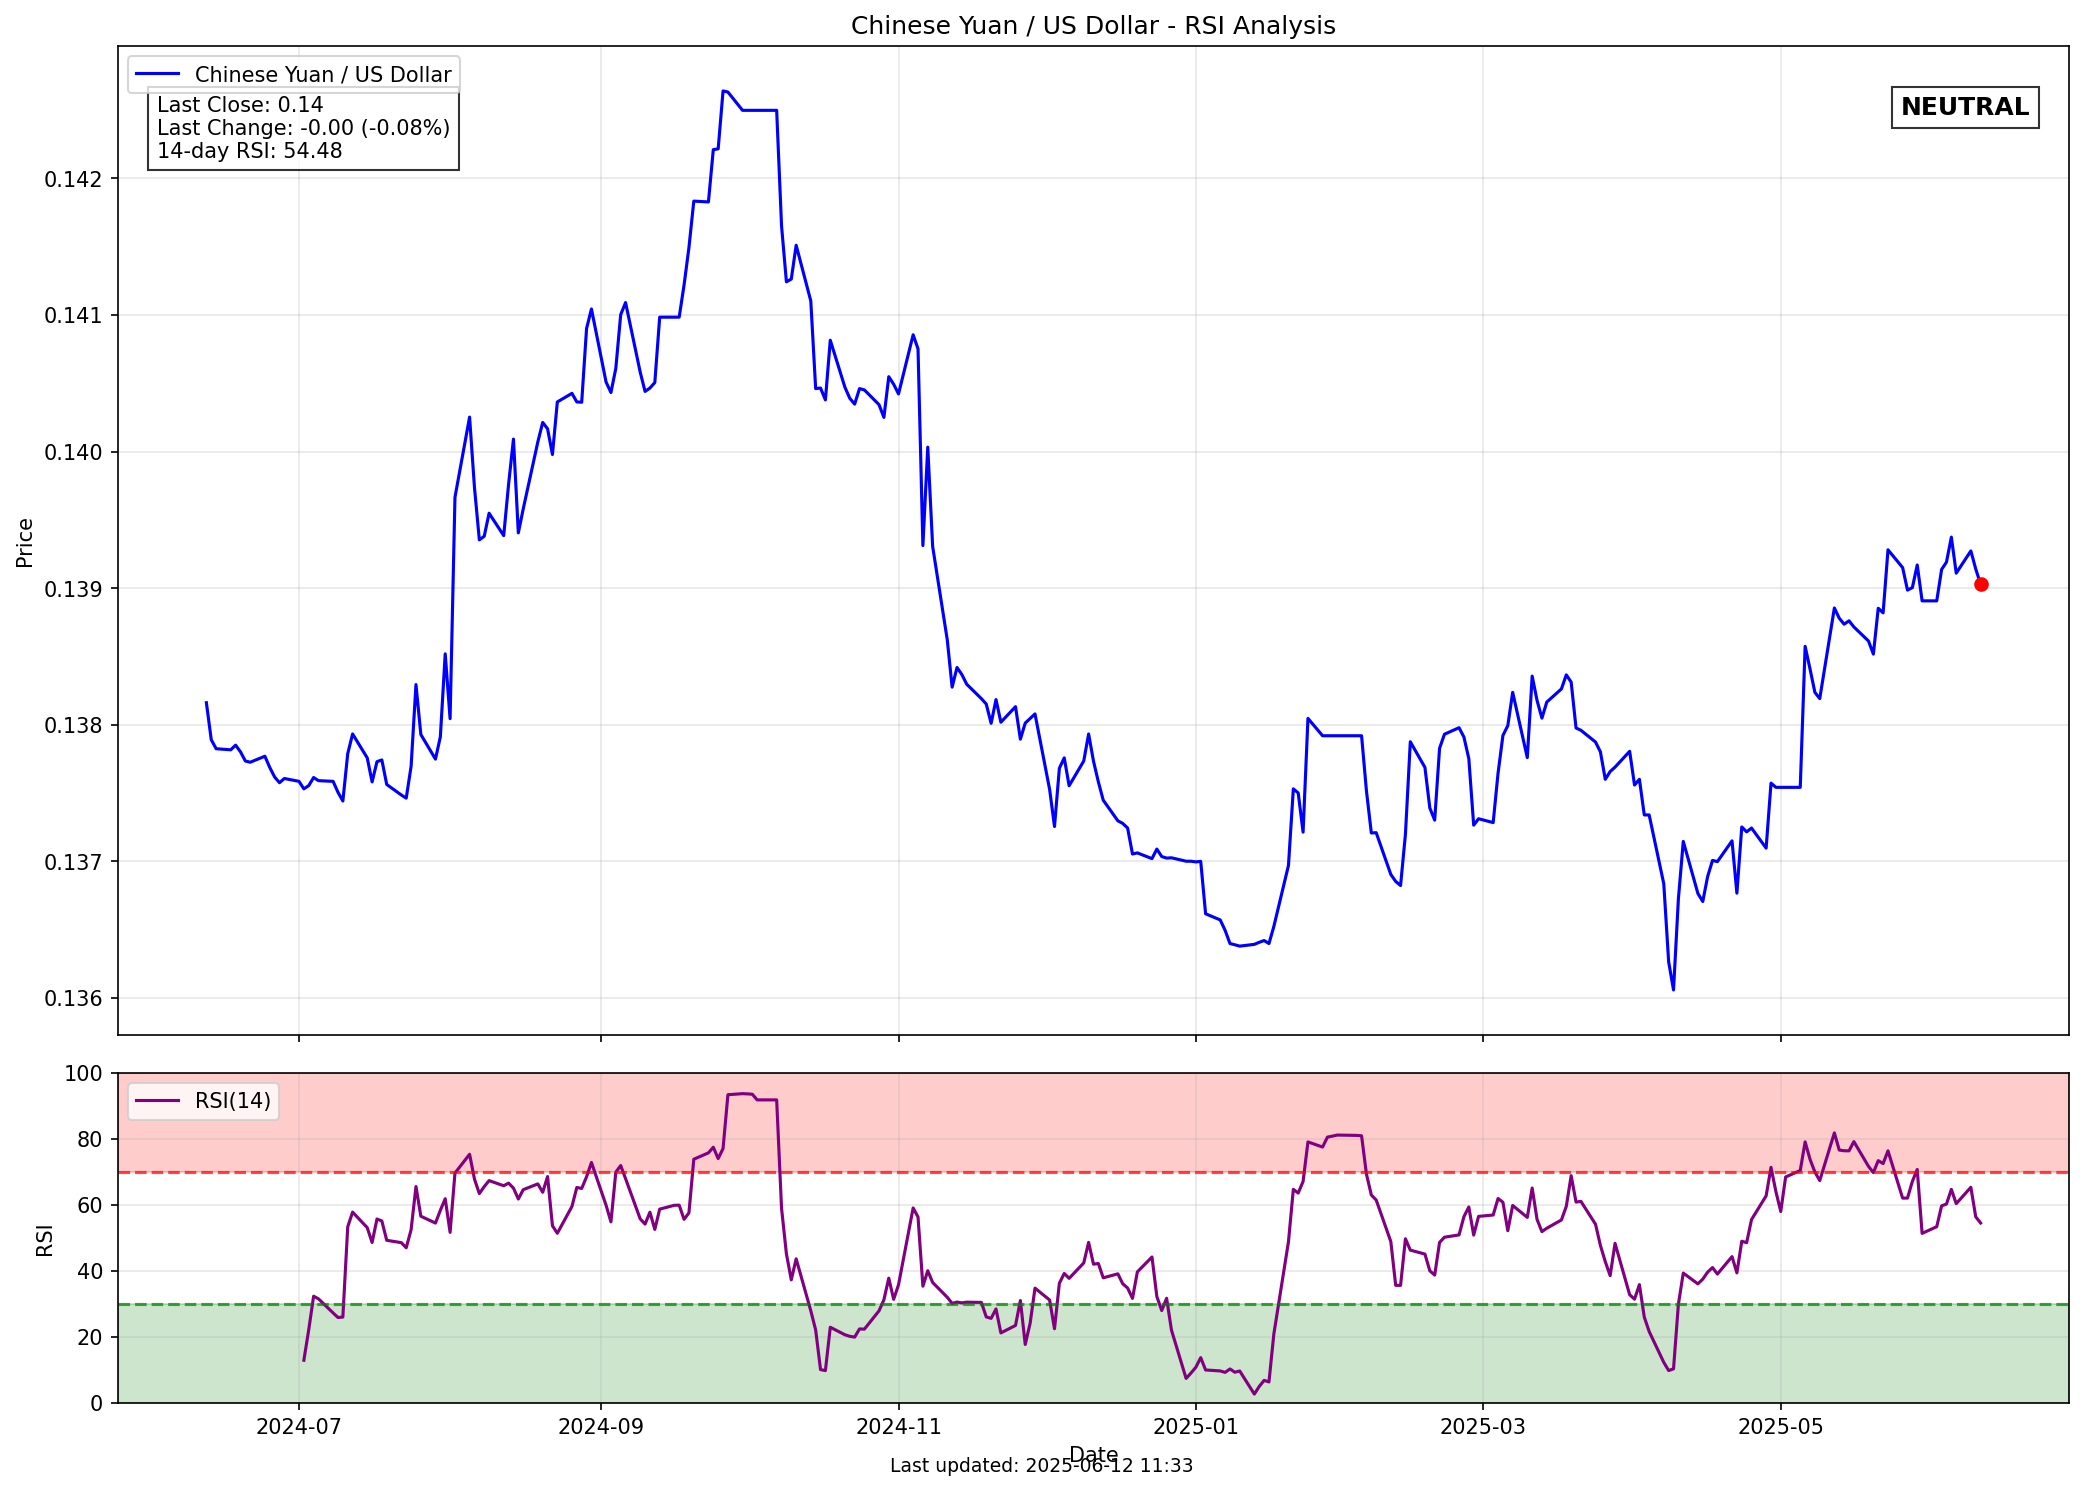 Chinese Yuan / US Dollar - RSI Analysis
Chinese Yuan / US Dollar
Last Close: 0.14
Last Change: -0.00 (-0.08%)
14-day RSI: 54.48
NEUTRAL
Price
0.142
0.141
0.140
0.139
0.138
0.137
0.136
RSI(14)
RSI
100
80
60
40
20
0
2024-07
2024-09
2024-11
2025-01
2025-03
2025-05
Date
Last updated: 2025-06-12 11:33